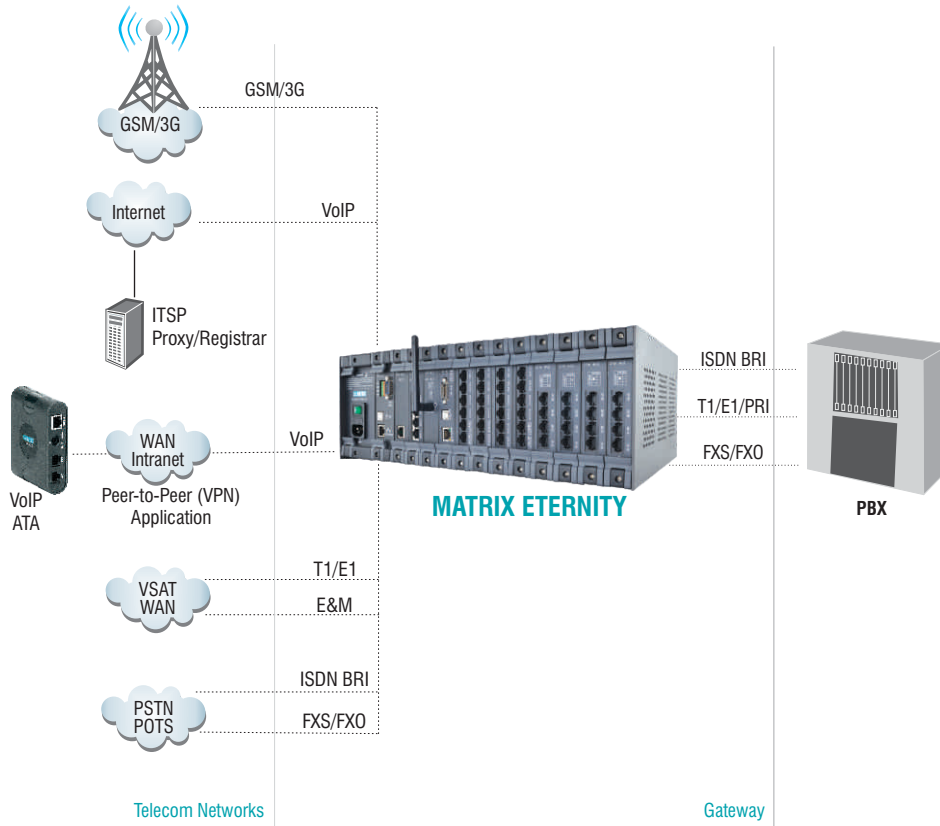 GSM/3G
GSM/3G
Internet
VoIP
ITSP
Proxy/Registrar
ISDN BRI
T1/E1/PRI
FXS/FXO
WAN
Intranet
VoIP
VoIP
ATA
Peer-to-Peer (VPN)
Application
MATRIX ETERNITY
PBX
VSAT
WAN
T1/E1
E&M
PSTN
POTS
ISDN BRI
FXS/FXO
Telecom Networks
Gateway